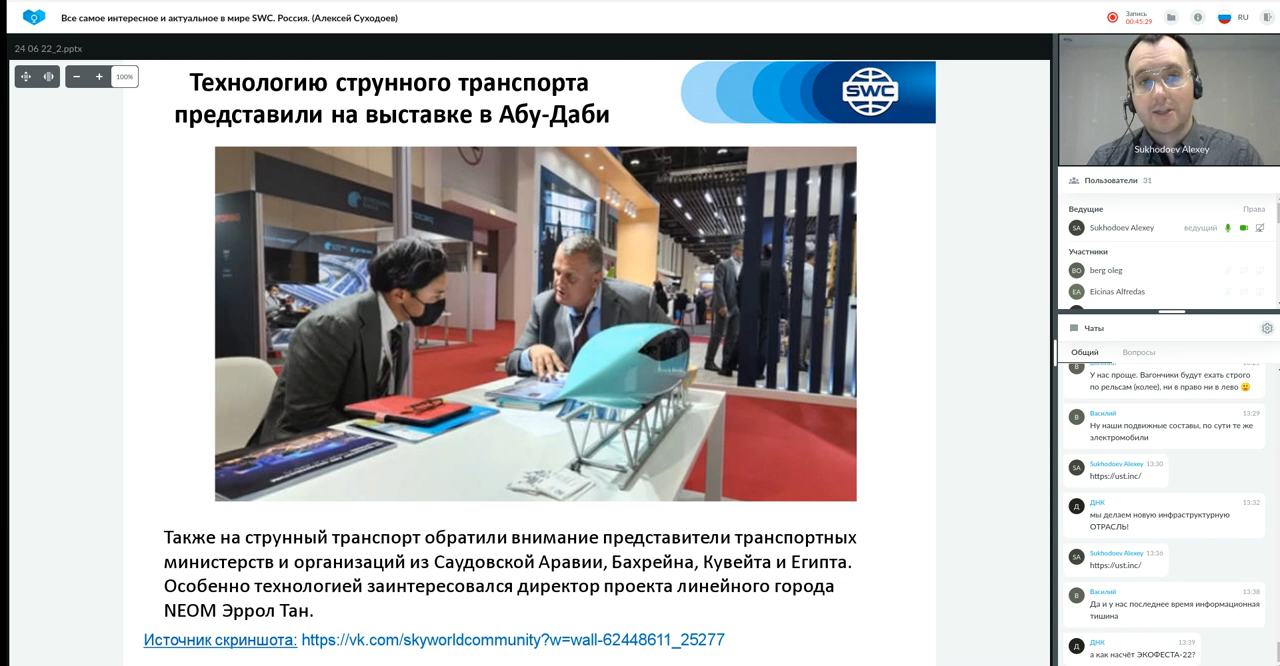 Все самое интересное и актуальное в мире SWC. Россия. (Алексей Суходоев)
Запись
00:45:29
RU
24 06 22_2.pptx
100%
Технологию струнного транспорта
представили на выставке в Абу-Даби
SWC
Также на струнный транспорт обратили внимание представители транспортных
министерств и организаций из Саудовской Аравии, Бахрейна, Кувейта и Египта.
Особенно технологией заинтересовался директор проекта линейного города
NEOM Эррол Тан.
Источник скриншота: https://vk.com/skyworldcommunity?w=wall-62448611_25277
Sukhodoev Alexey
Пользователи 31
Ведущие Права
SA Sukhodoev Alexey ведущий
Участники
BO berg oleg
EA Eicinas Alfredas
Чаты
Общий Вопросы
В
У нас проще. Вагончики будут ехать строго
по рельсам (колее), ни в право ни в лево
В Василий 13:29
Ну наши подвижные составы, по сути те же
электромобили
SA Sukhodoev Alexey 13:30
https://ust.inc/
Д ДНК 13:32
мы делаем новую инфраструктурную
ОТРАСЛЬ!
SA Sukhodoev Alexey 13:36
https://ust.inc/
В Василий 13:38
Да и у нас последнее время информационная
тишина
Д ДНК 13:39
а как насчёт ЭКОФЕСТА-22?